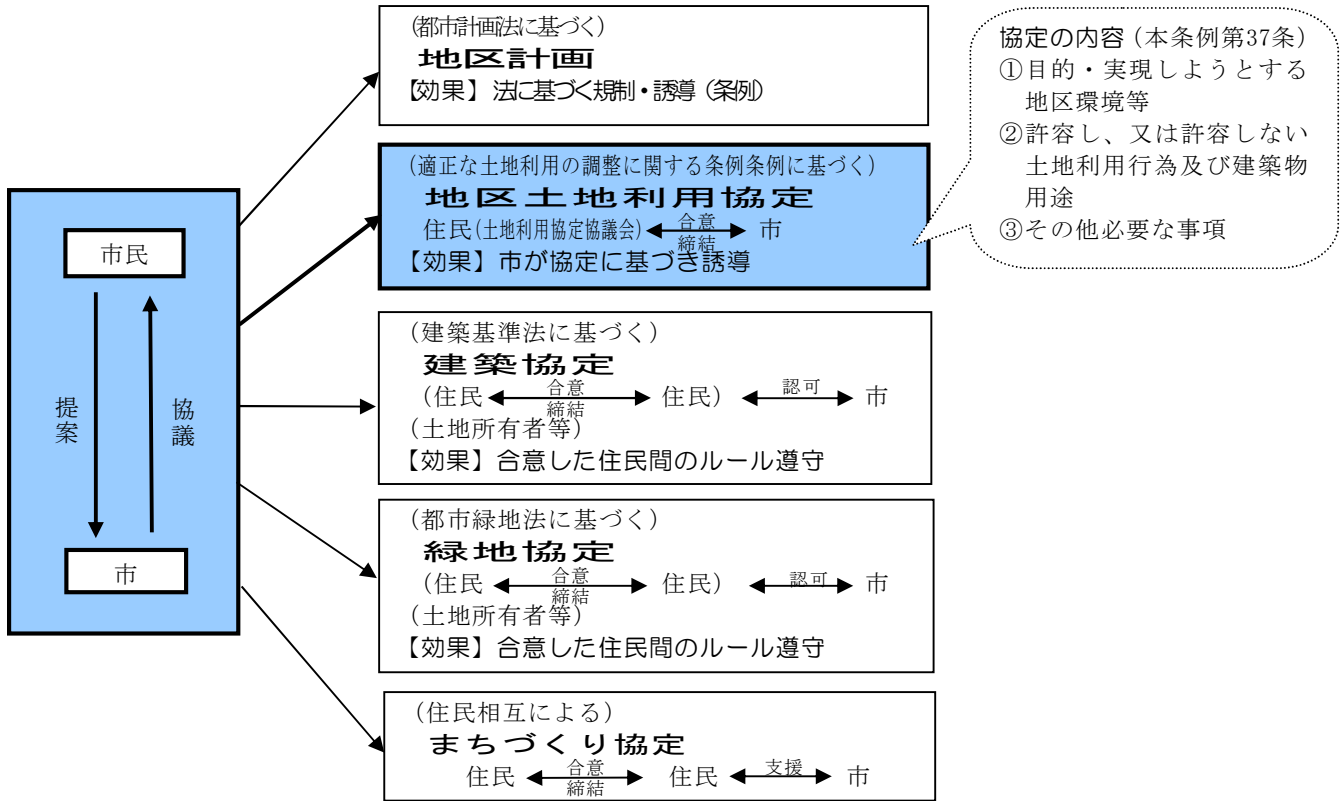 市民
提案
協議
市
(都市計画法に基づく)
地区計画
【効果】法に基づく規制・誘導（条例）
(適正な土地利用の調整に関する条例条例に基づく)
地区土地利用協定
住民(土地利用協定協議会) 合意 締結 市
【効果】市が協定に基づき誘導
協定の内容（本条例第37条）
①目的・実現しようとする
地区環境等
②許容し、又は許容しない
土地利用行為及び建築物
用途
③その他必要な事項
(建築基準法に基づく)
建築協定
(住民 合意 締結 住民) 認可 市
(土地所有者等)
【効果】合意した住民間のルール遵守
(都市緑地法に基づく)
緑地協定
(住民 合意 締結 住民) 認可 市
(土地所有者等)
【効果】合意した住民間のルール遵守
(住民相互による)
まちづくり協定
住民 合意 締結 住民 支援 市